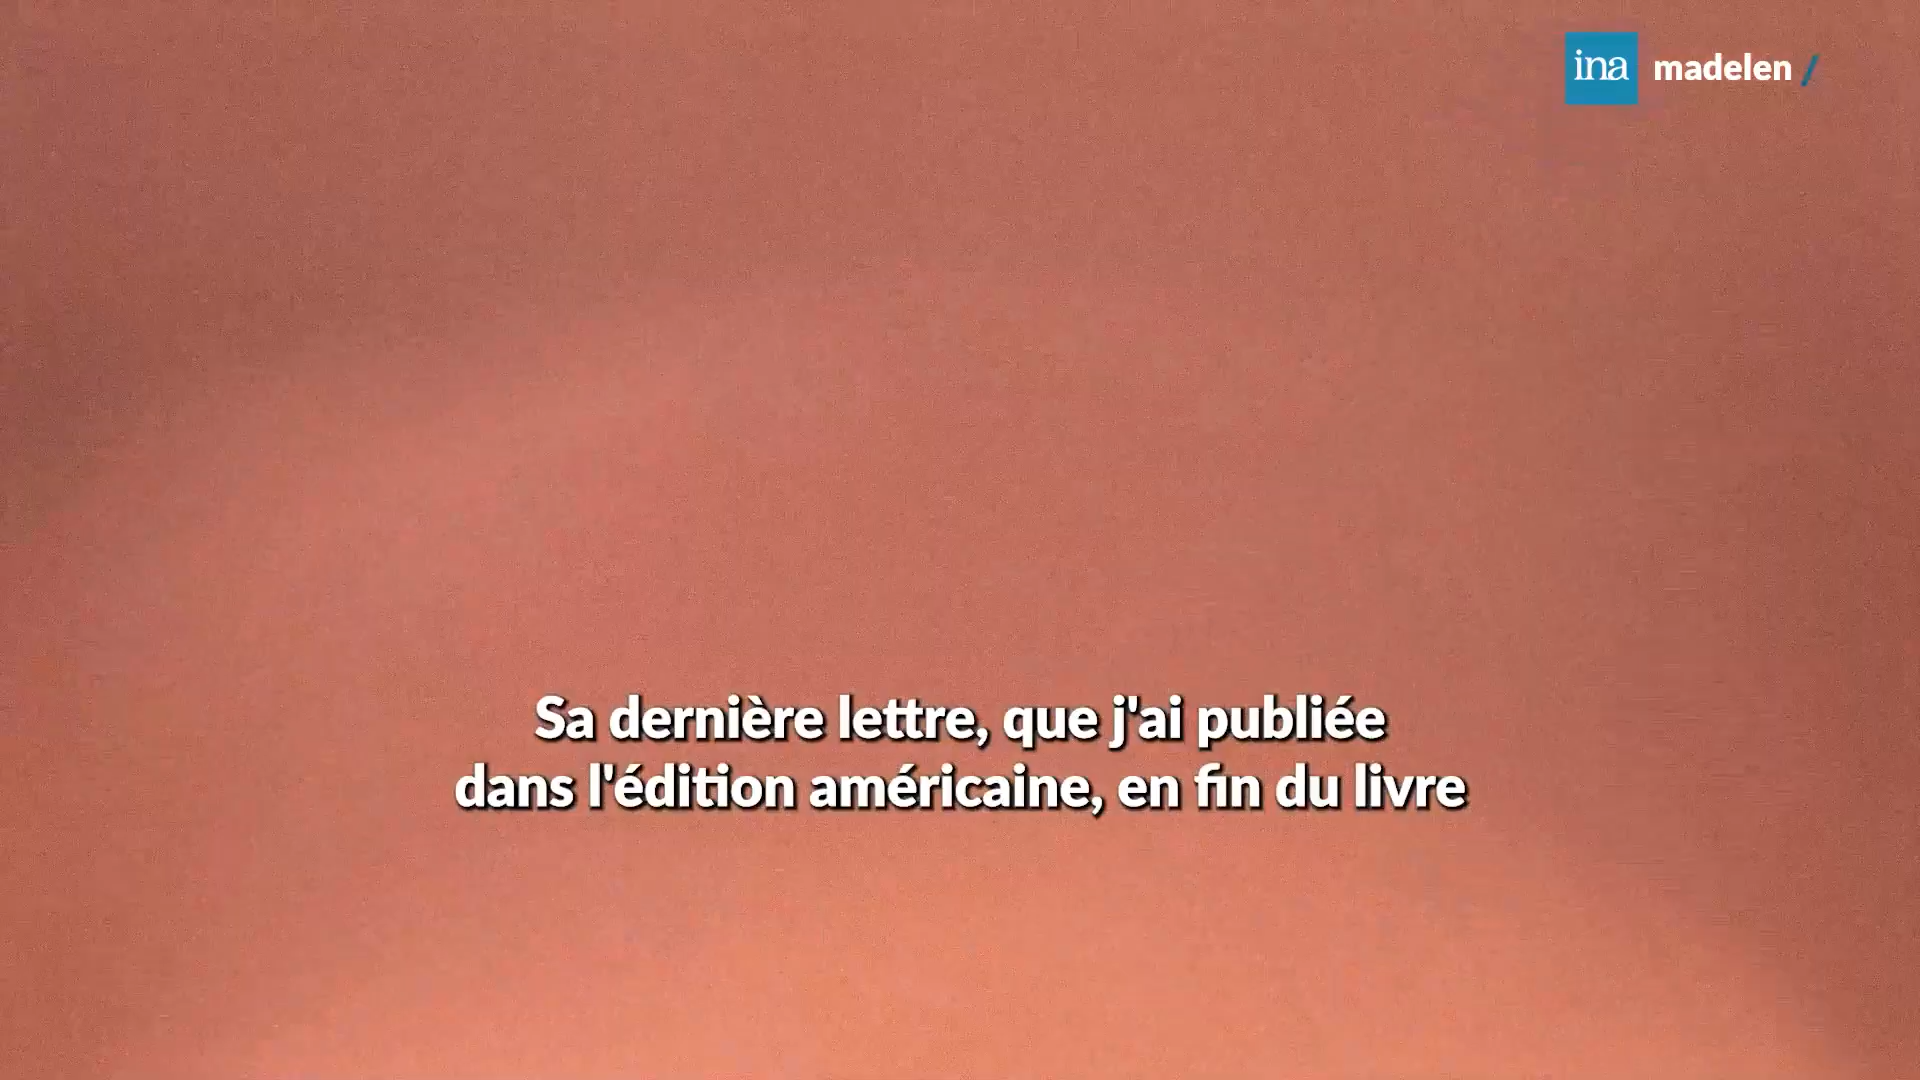 ina madelen /
Sa dernière lettre, que j'ai publiée
dans l'édition américaine, en fin du livre